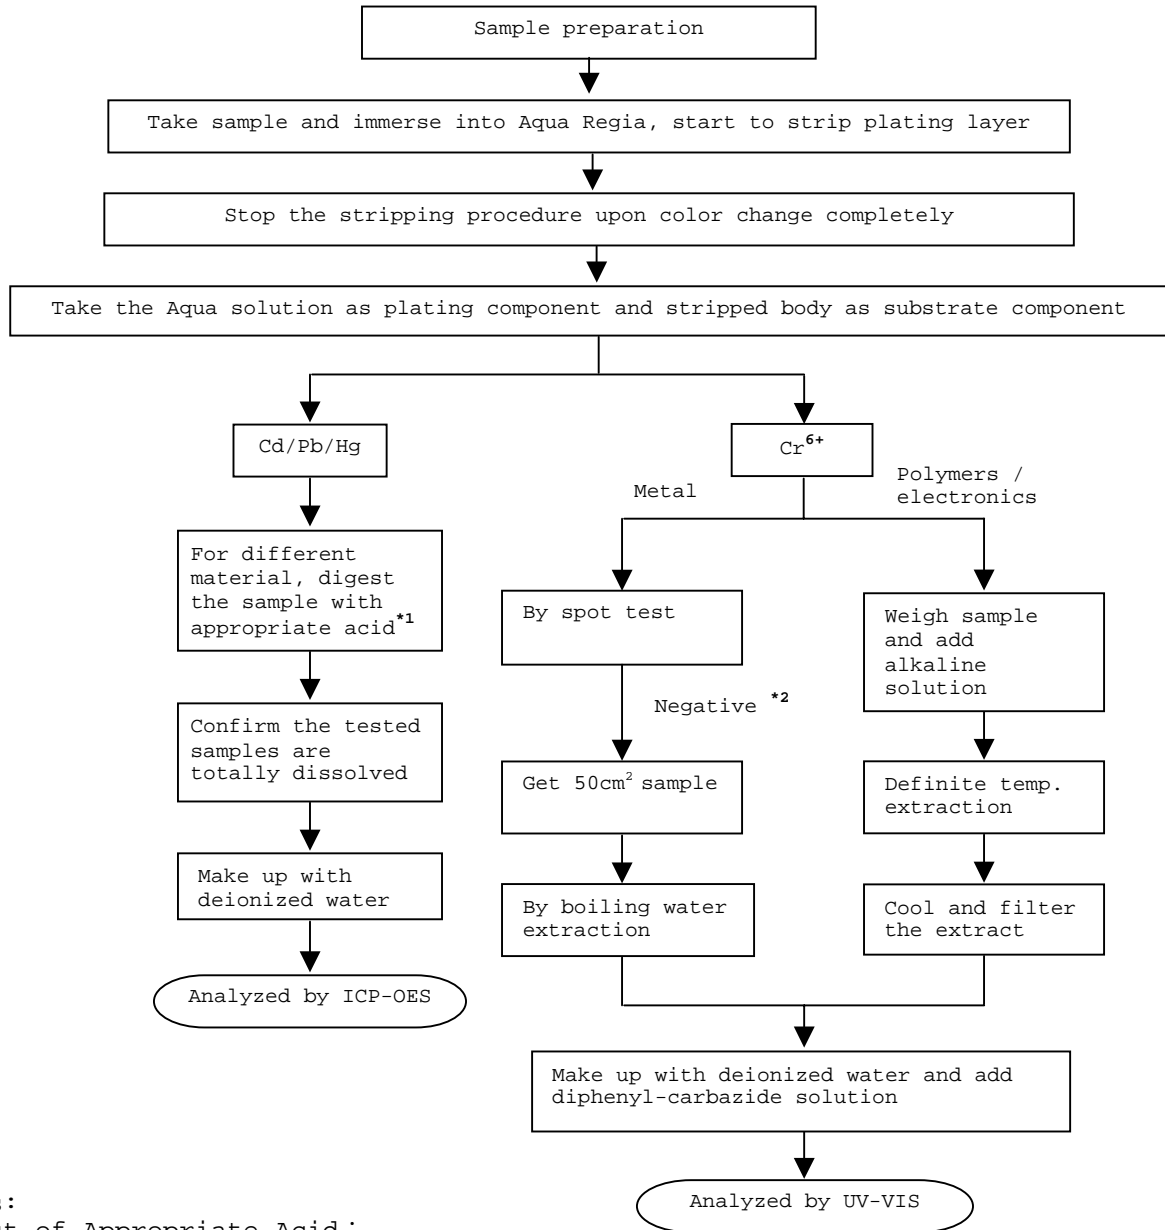 Sample preparation
Take sample and immerse into Aqua Regia, start to strip plating layer
Stop the stripping procedure upon color change completely
Take the Aqua solution as plating component and stripped body as substrate component
Cd/Pb/Hg
For different
material, digest
the sample with
appropriate acid*1
Confirm the tested
samples are
totally dissolved
Make up with
deionized water
Analyzed by ICP-OES
Cr6+
Metal
Polymers /
electronics
By spot test
Negative *2
Get 50cm2 sample
By boiling water
extraction
Weigh sample
and add
alkaline
solution
Definite temp.
extraction
Cool and filter
the extract
Make up with deionized water and add
diphenyl-carbazide solution
Analyzed by UV-VIS
of Appropriate Acid: